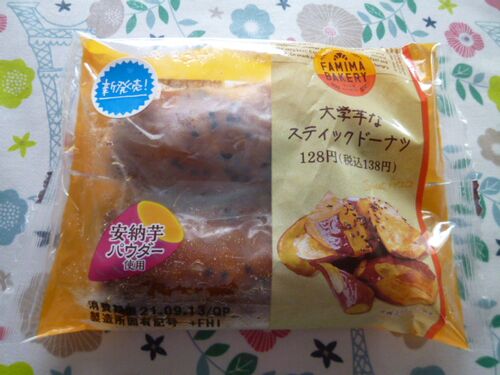 新発売!
FAMIMA
BAKERY
大学芋な
スティックドーナツ
128円(税込138円)
安納芋
パウダー
使用
消費期限21.09.13/QP
製造所固有記号 +FHI